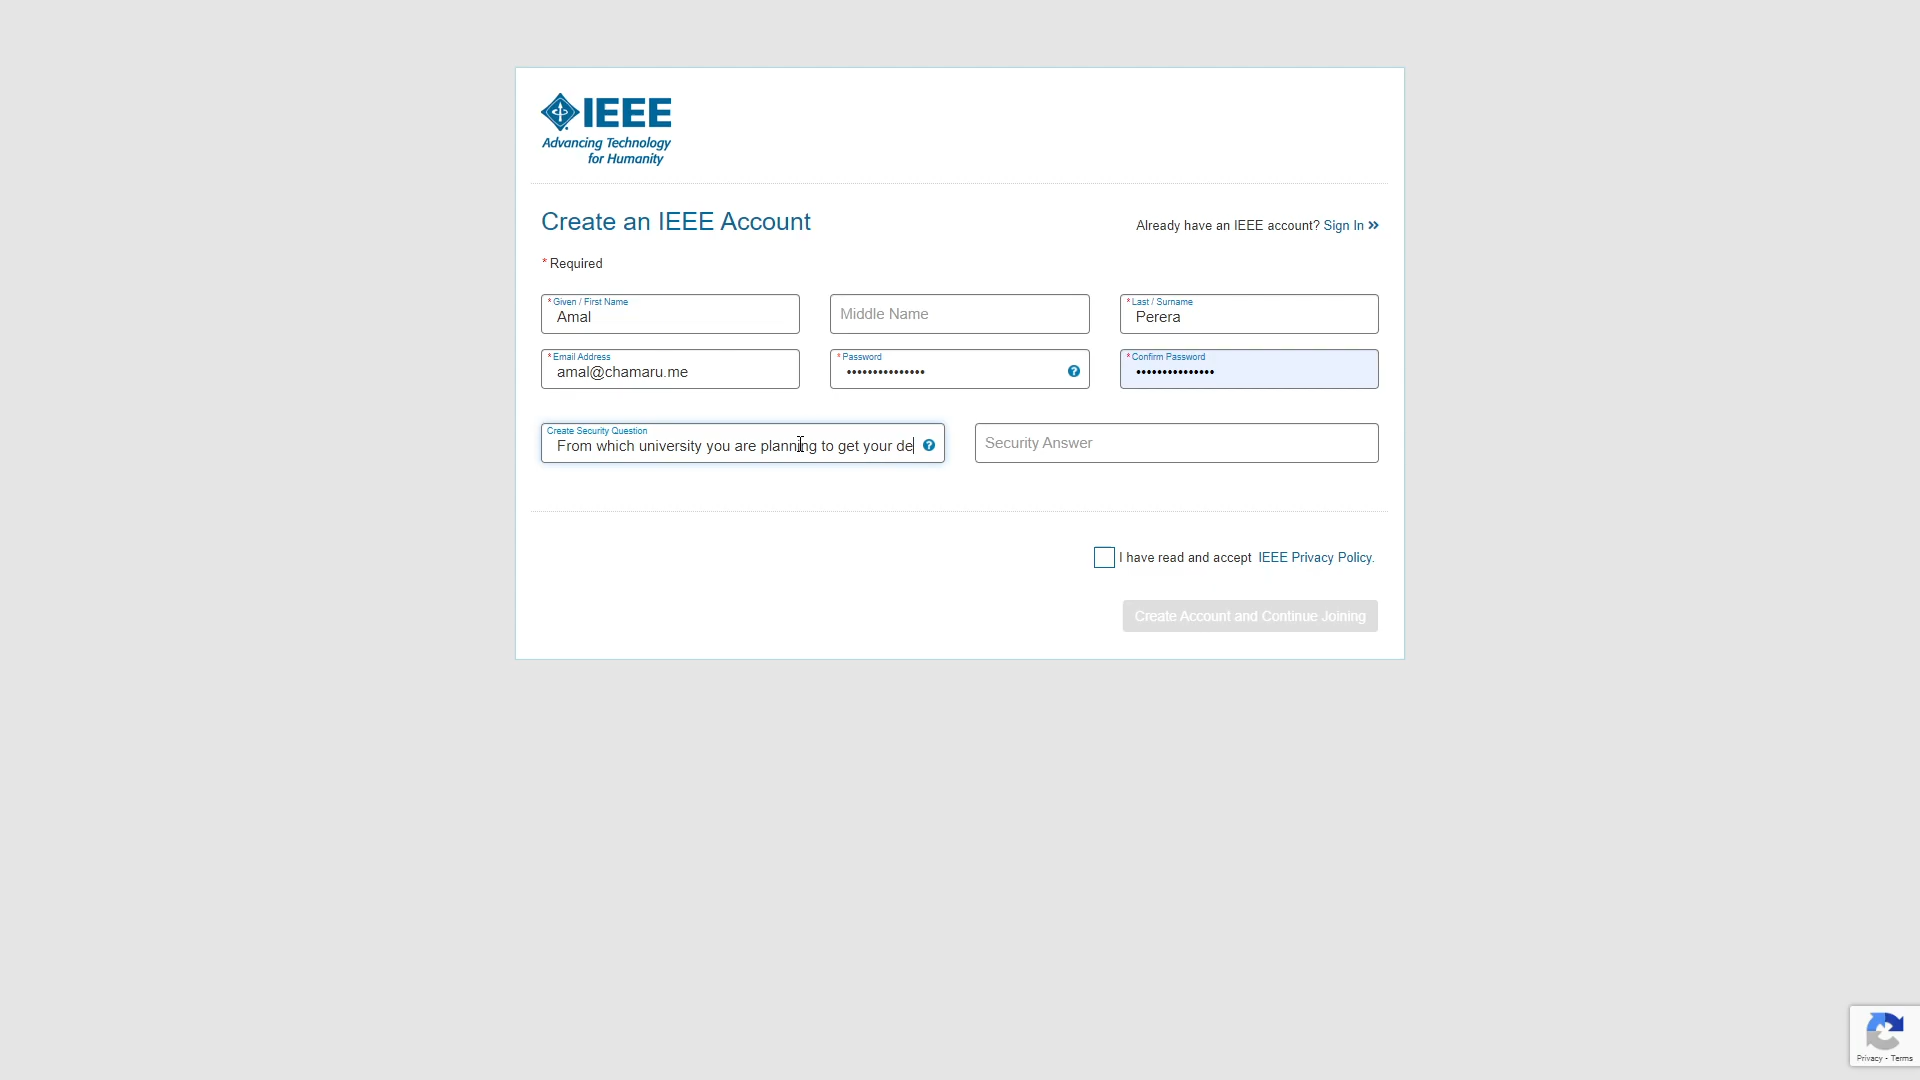 IEEE
Advancing Technology
for Humanity
Create an IEEE Account
Already have an IEEE account? Sign In »
* Required
* Given / First Name
Amal
Middle Name
* Last / Surname
Perera
* Email Address
amal@chamaru.me
* Password
•••••••••••••••
* Confirm Password
•••••••••••••••
Create Security Question
From which university you are planning to get your de
Security Answer
I have read and accept IEEE Privacy Policy.
Create Account and Continue Joining
Privacy - Terms